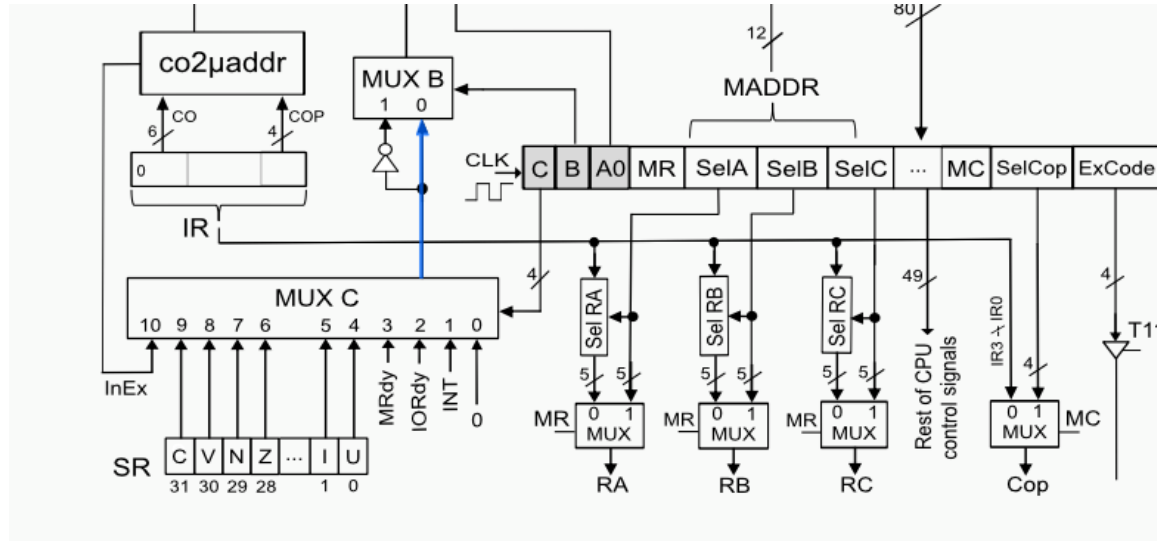 80
12
co2µaddr
MUX B
1 0
MADDR
CO
COP
6
4
CLK
C B A0 MR SelA SelB SelC ... MC SelCop ExCode
0
IR
4
49
4
MUX C
10 9 8 7 6 5 4 3 2 1 0
Sel RA
Sel RB
Sel RC
Rest of CPU
control signals
IR3 -\ IR0
4
T11
InEx
MRdy
IORdy
INT
0
5 5
5 5
5 5
MR 0 1
MUX
MR 0 1
MUX
MR 0 1
MUX
0 1 MC
MUX
SR C V N Z ... I U
31 30 29 28 1 0
RA
RB
RC
Cop